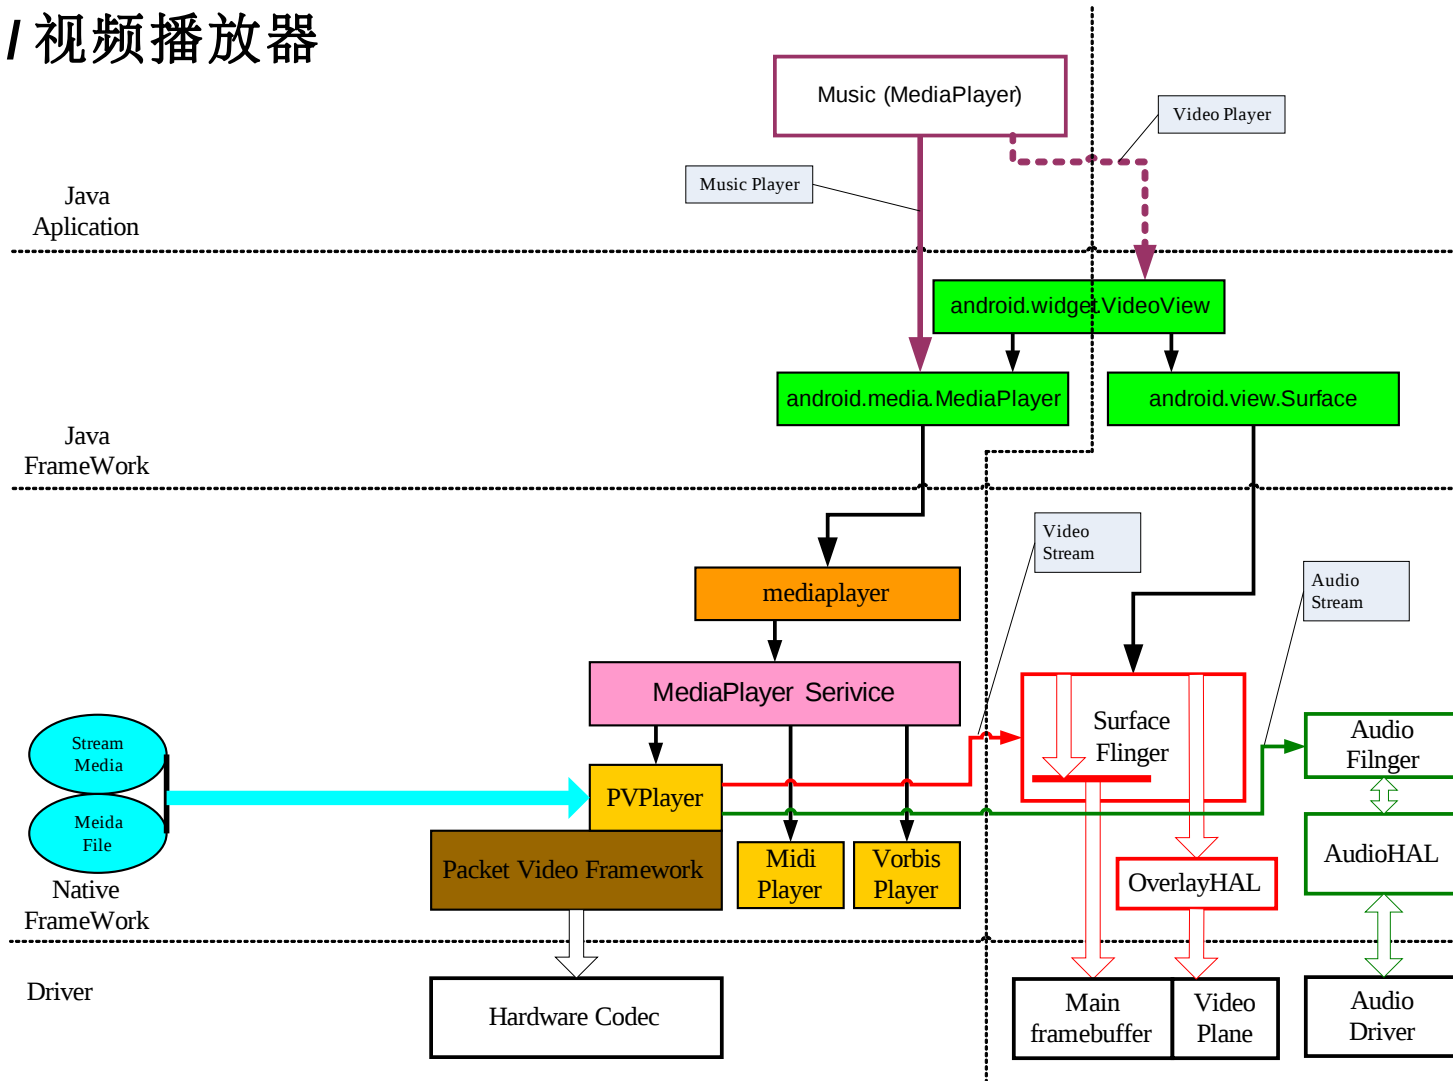 / 视频播放器
Music (MediaPlayer)
Video Player
Music Player
Java
Aplication
android.widget.VideoView
android.media.MediaPlayer
android.view.Surface
Java
FrameWork
Video
Stream
Audio
Stream
mediaplayer
MediaPlayer Serivice
Surface
Flinger
Audio
Filnger
Stream
Media
PVPlayer
Meida
File
Packet Video Framework
Midi
Player
Vorbis
Player
OverlayHAL
AudioHAL
Native
FrameWork
Driver
Hardware Codec
Main
framebuffer
Video
Plane
Audio
Driver